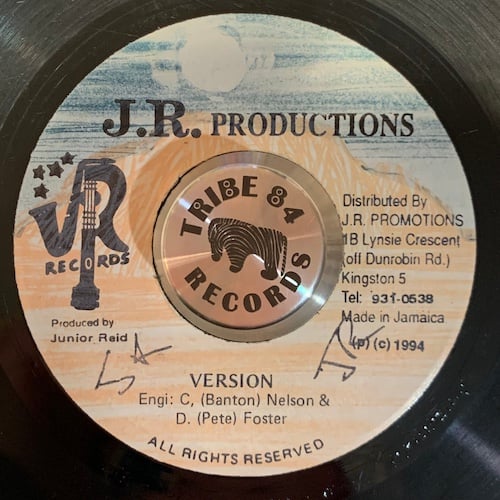 J.R. PRODUCTIONS
JR
RECORDS
Produced by
Junior Reid
TRIBE 84
RECORDS
Distributed By
J.R. PROMOTIONS
1B Lynsie Crescent
(off Dunrobin Rd.)
Kingston 5
Tel: 931-0538
Made in Jamaica
(p) (c) 1994
VERSION
Engi: C, (Banton) Nelson &
D. (Pete) Foster
ALL RIGHTS RESERVED